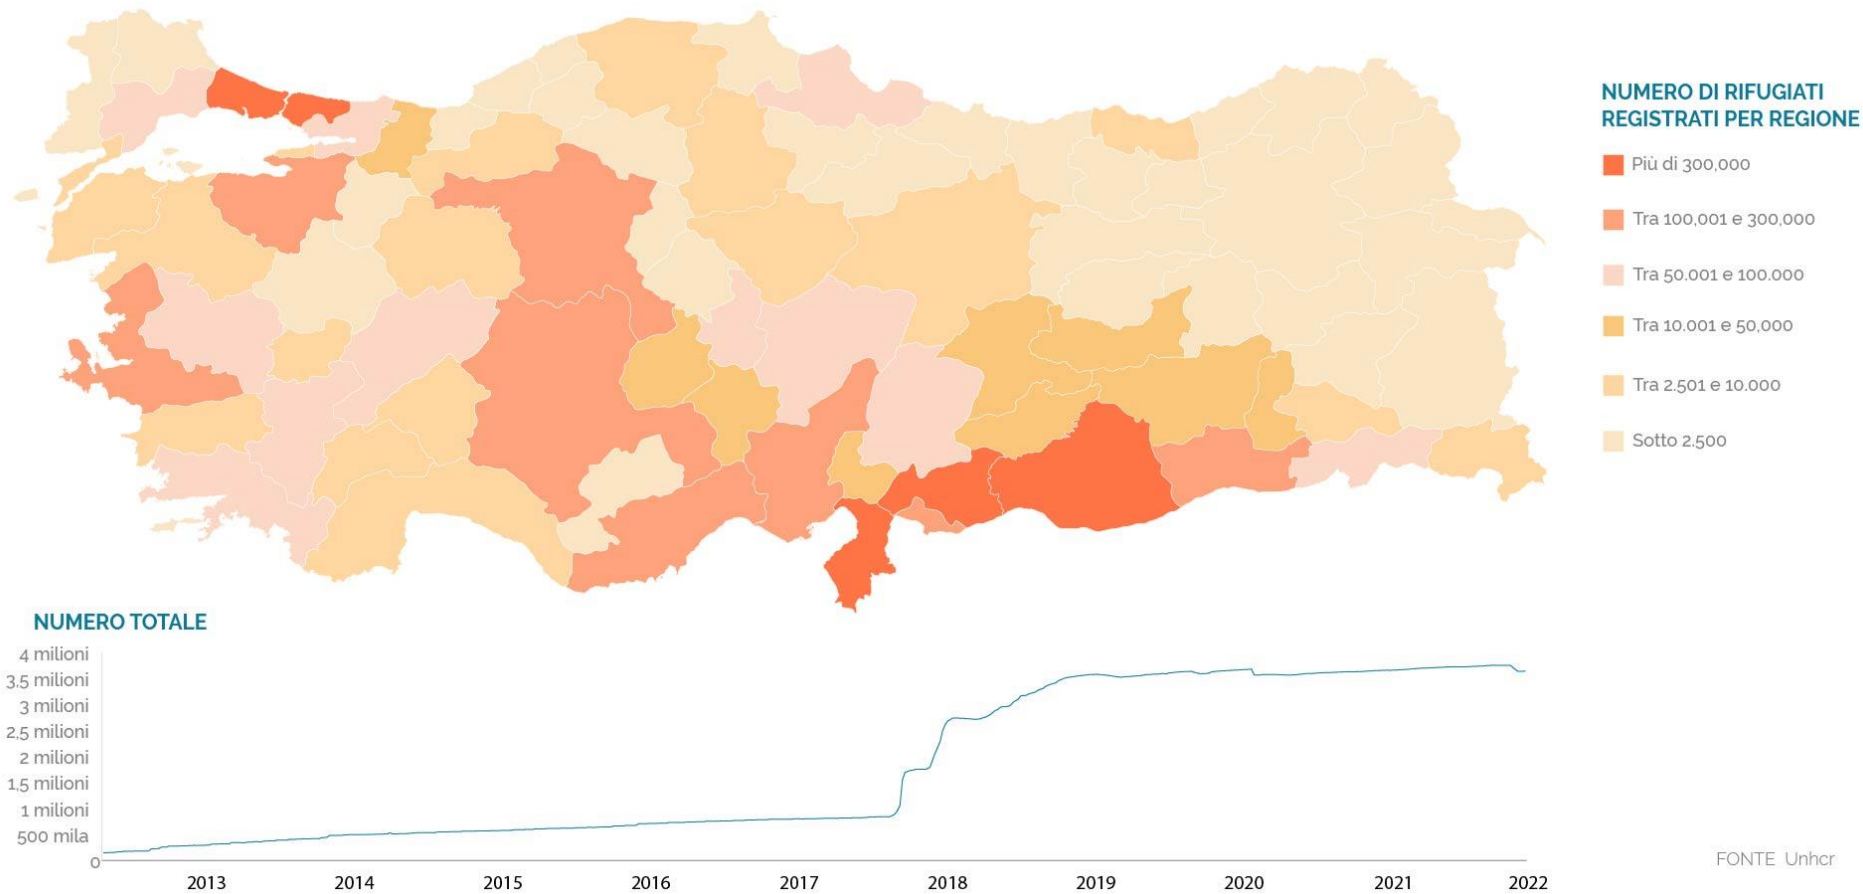 NUMERO DI RIFUGIATI
REGISTRATI PER REGIONE
Più di 300,000
Tra 100,001 e 300,000
Tra 50.001 e 100.000
Tra 10.001 e 50,000
Tra 2.501 e 10.000
Sotto 2.500
NUMERO TOTALE
4 milioni
3,5 milioni
3 milioni
2,5 milioni
2 milioni
1,5 milioni
1 milioni
500 mila
0
2013 2014 2015 2016 2017 2018 2019 2020 2021 2022
FONTE Unhcr